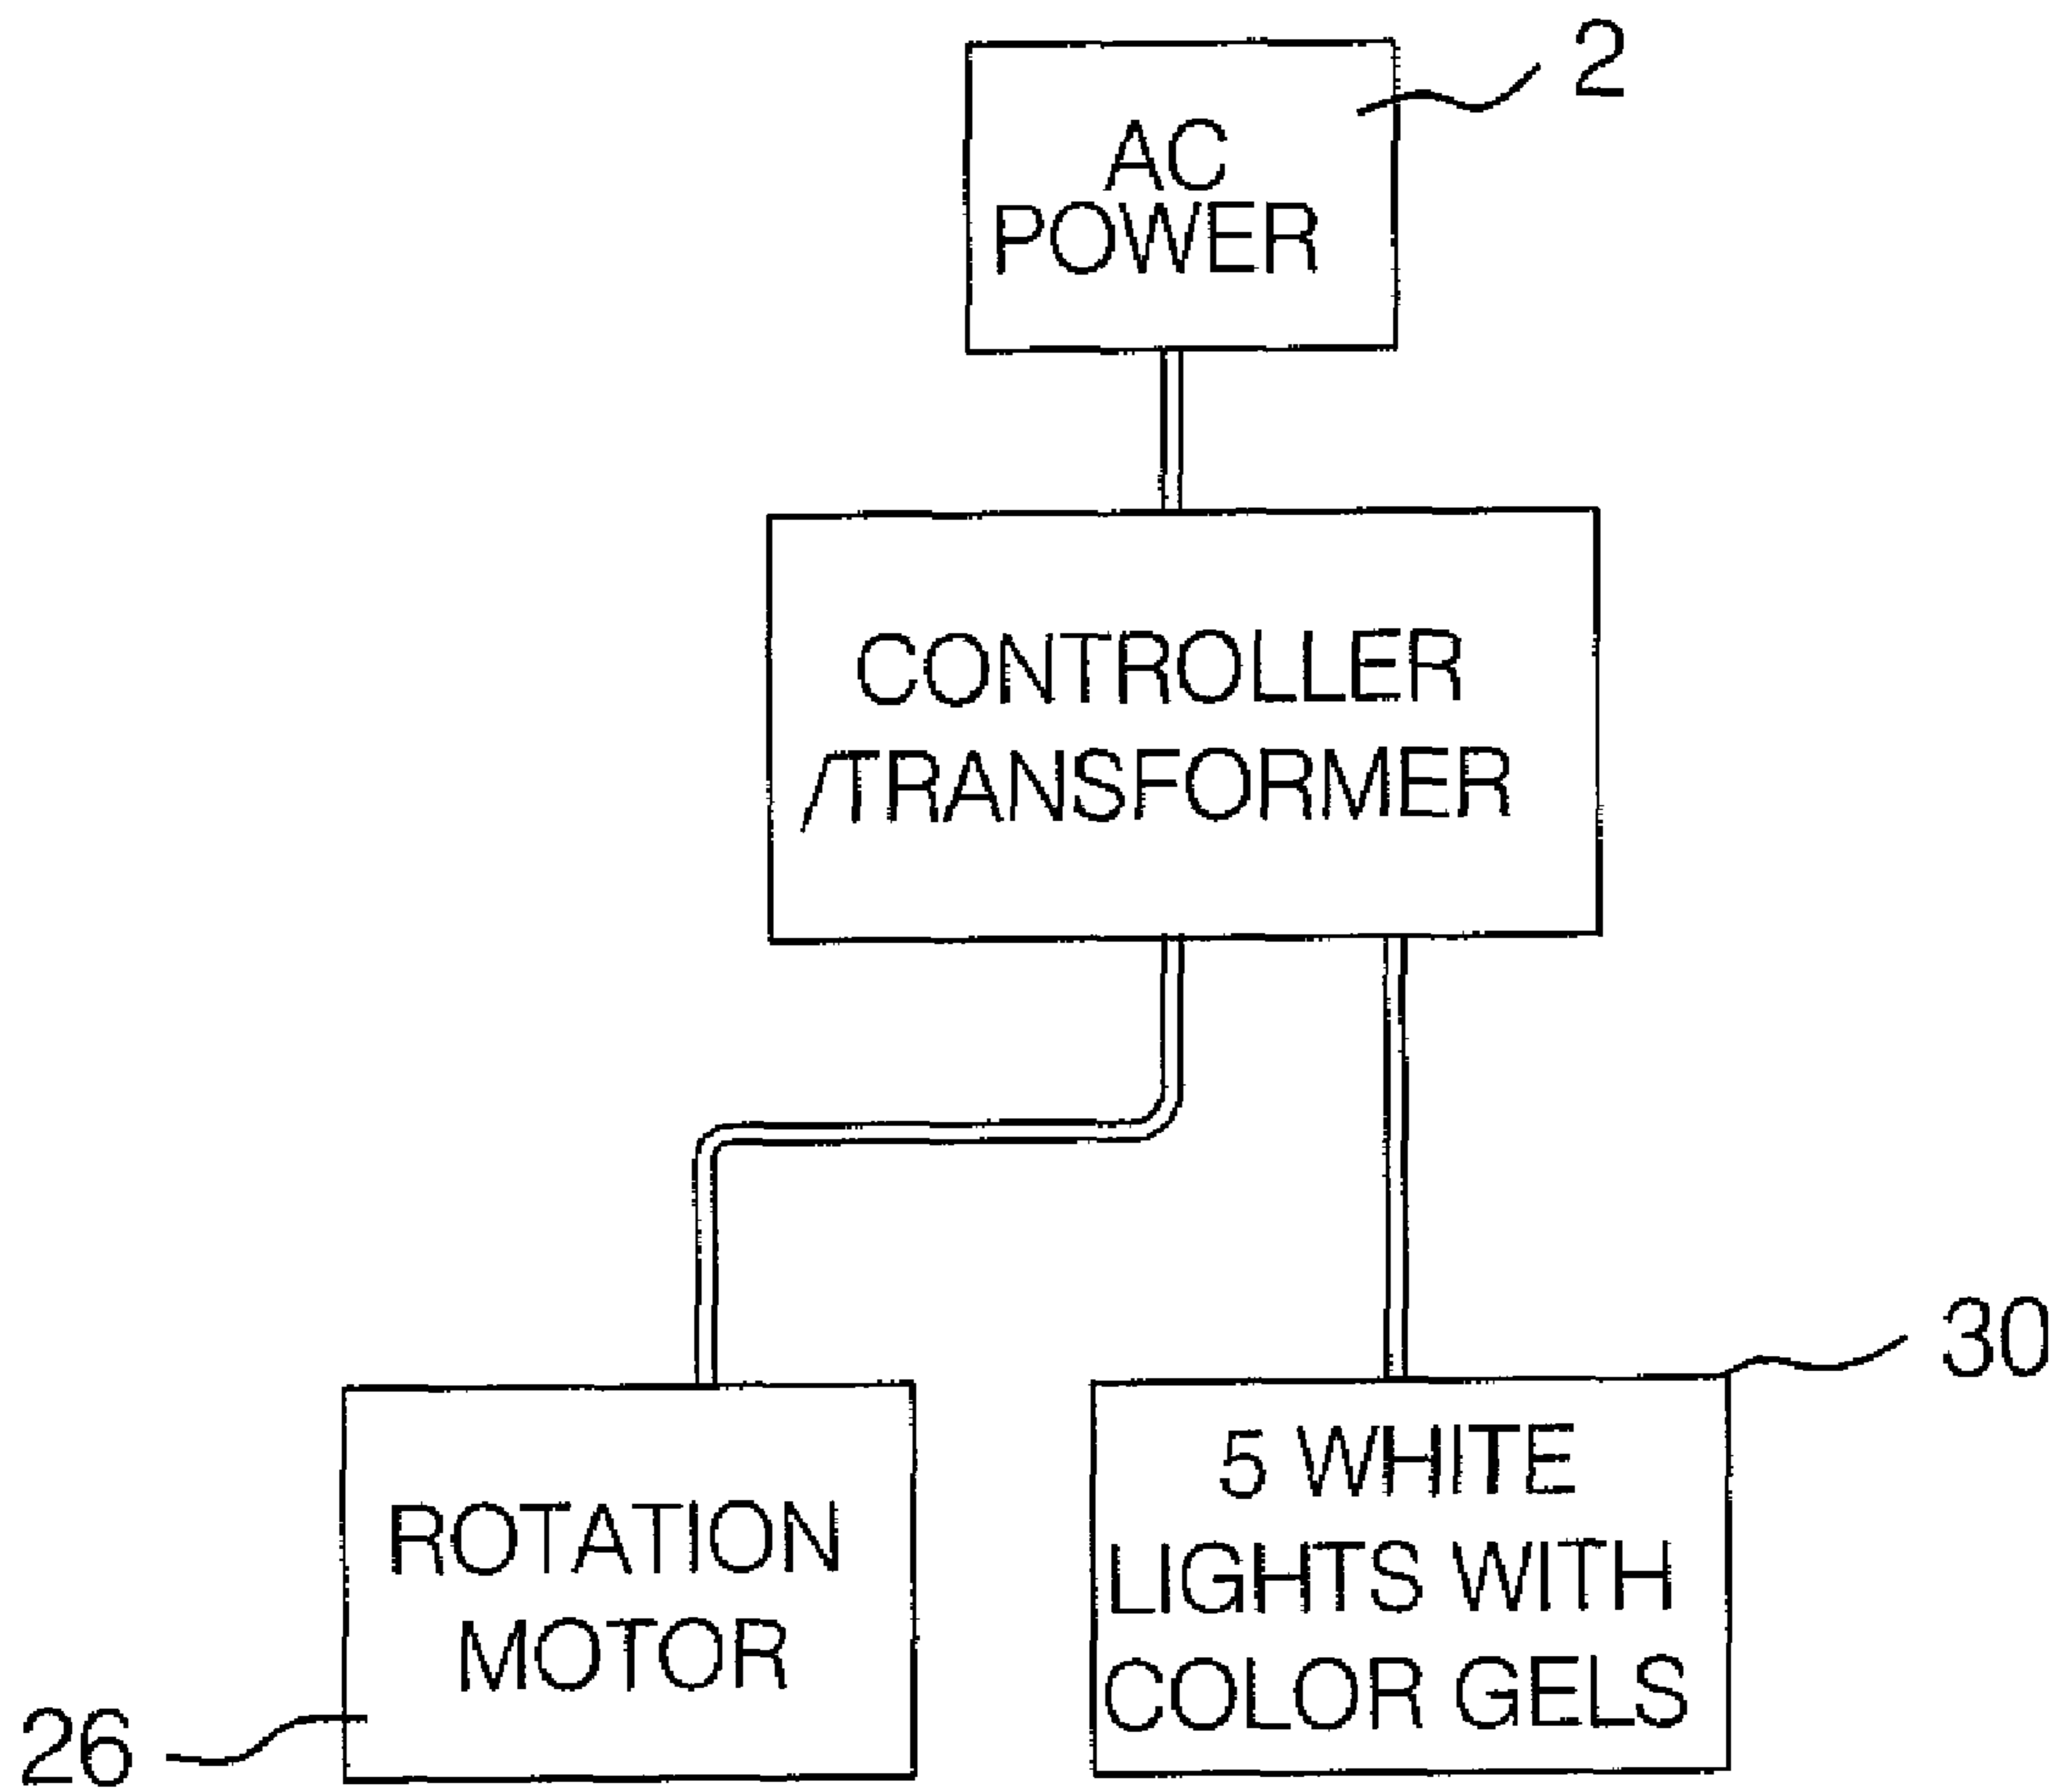 2
AC
POWER
CONTROLLER
/TRANSFORMER
30
5 WHITE
LIGHTS WITH
COLOR GELS
ROTATION
MOTOR
26